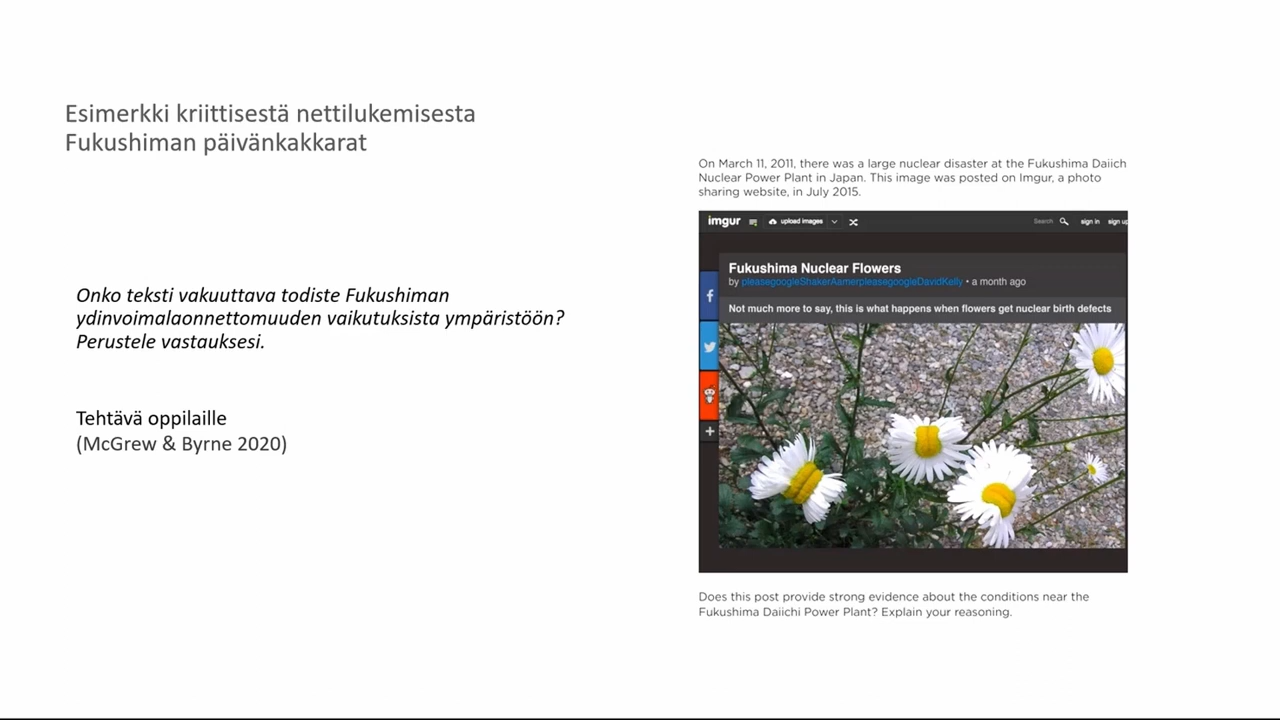 Esimerkki kriittisestä nettilukemisesta
Fukushiman päivänkakkarat
Onko teksti vakuuttava todiste Fukushiman
ydinvoimalaonnettomuuden vaikutuksista ympäristöön?
Perustele vastauksesi.
Tehtävä oppilaille
(McGrew & Byrne 2020)
On March 11, 2011, there was a large nuclear disaster at the Fukushima Daiich
Nuclear Power Plant in Japan. This image was posted on Imgur, a photo
sharing website, in July 2015.
imgur upload images Search sign in sign up
Fukushima Nuclear Flowers
by pleasegoogleShakerAamerpleasegoogleDavidKelly • a month ago
Not much more to say, this is what happens when flowers get nuclear birth defects
Does this post provide strong evidence about the conditions near the
Fukushima Daiichi Power Plant? Explain your reasoning.